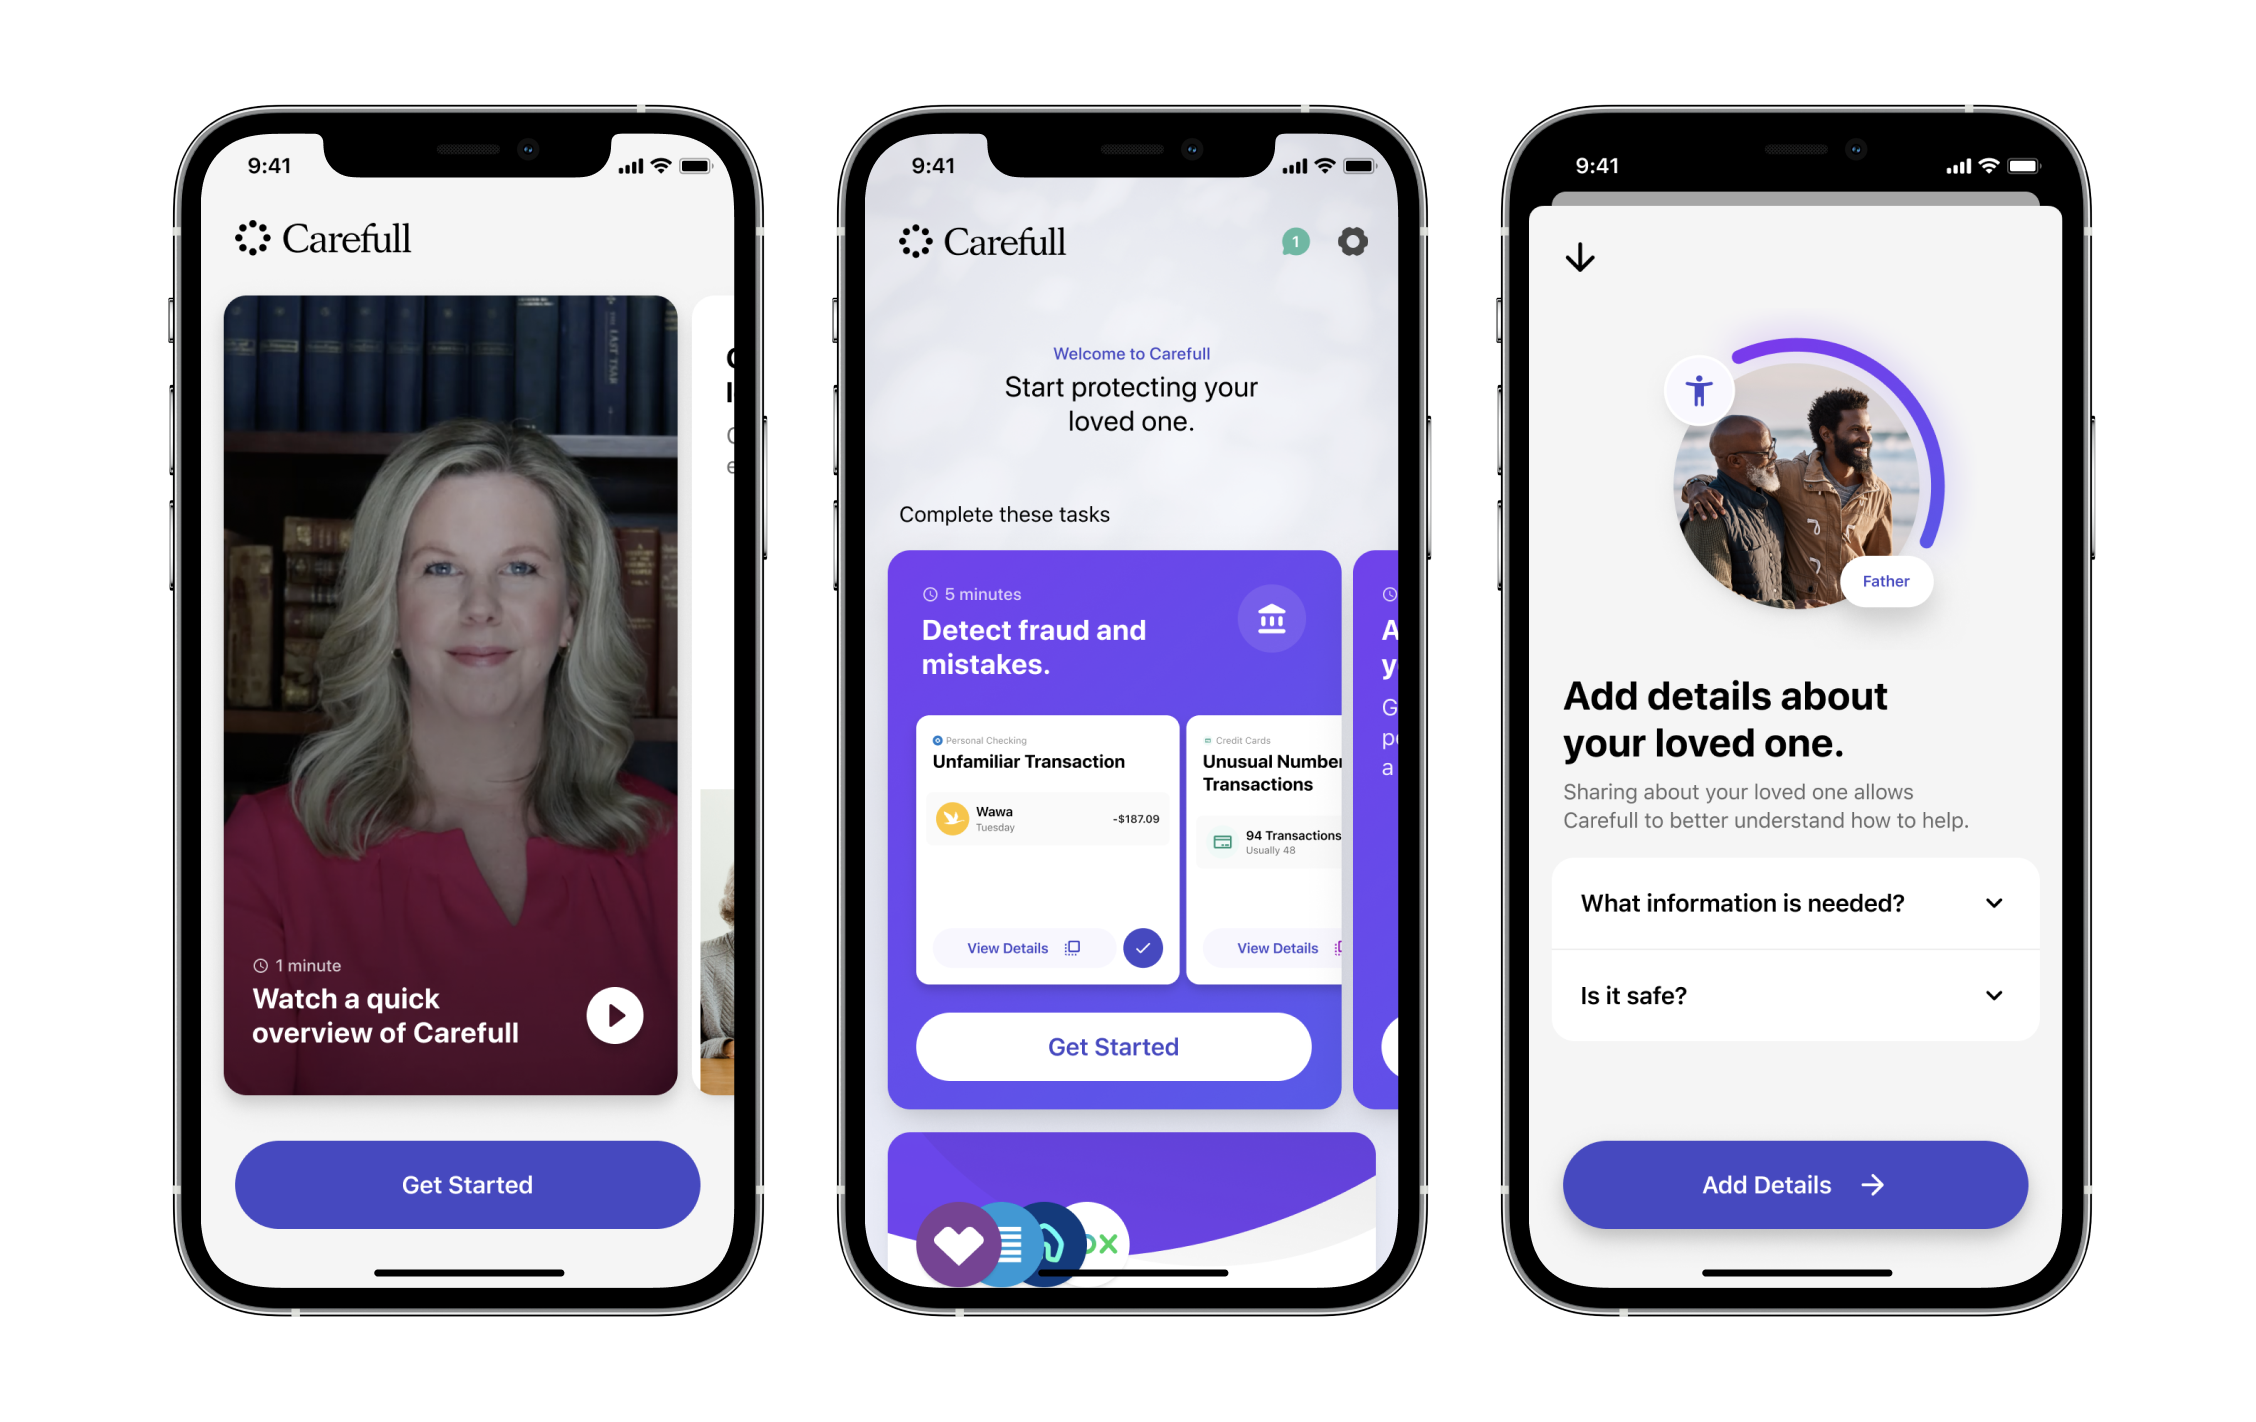 9:41
Carefull
LAST TSAR
1 minute
Watch a quick
overview of Carefull
Get Started
9:41
Carefull
1
Welcome to Carefull
Start protecting your
loved one.
Complete these tasks
5 minutes
Detect fraud and
mistakes.
Personal Checking
Unfamiliar Transaction
Wawa
-$187.09
Tuesday
View Details
Credit Cards
Unusual Number
Transactions
94 Transactions
Usually 48
View Details
Get Started
A
y
G
a
9:41
Father
Add details about
your loved one.
Sharing about your loved one allows
Carefull to better understand how to help.
What information is needed?
Is it safe?
Add Details